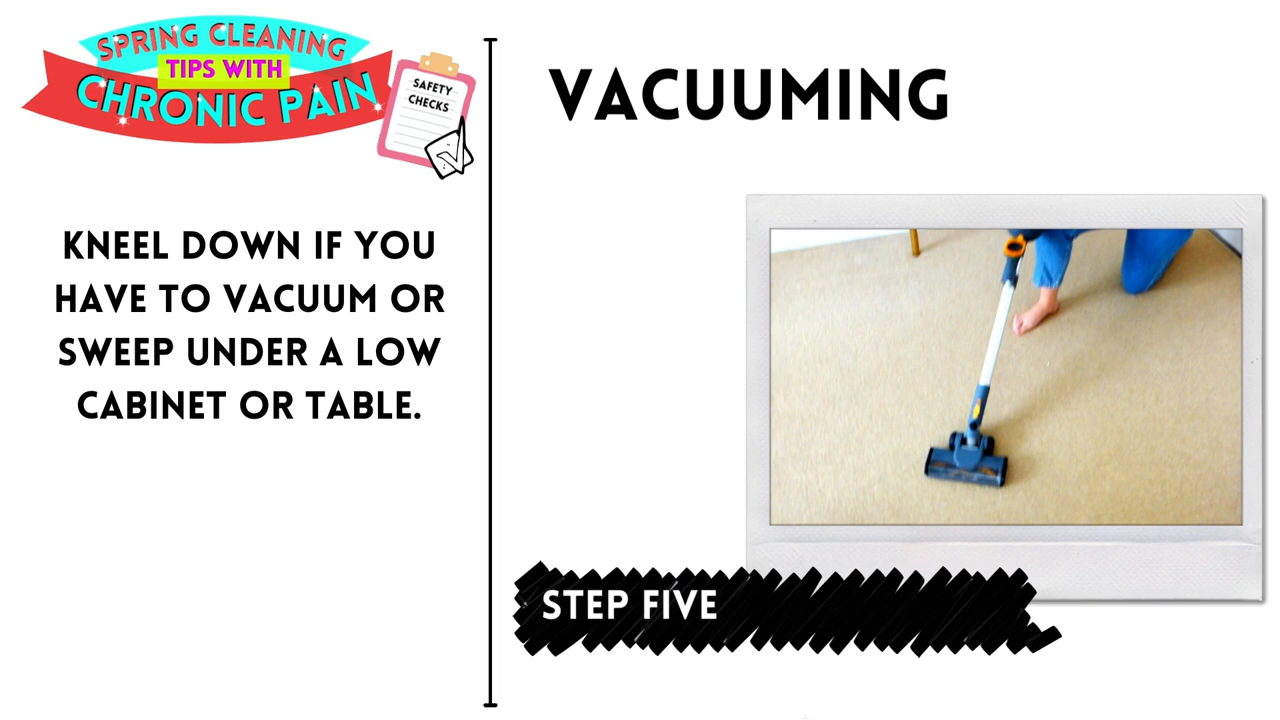 SPRING CLEANING
TIPS WITH
CHRONIC PAIN
SAFETY
CHECKS
VACUUMING
KNEEL DOWN IF YOU
HAVE TO VACUUM OR
SWEEP UNDER A LOW
CABINET OR TABLE.
STEP FIVE